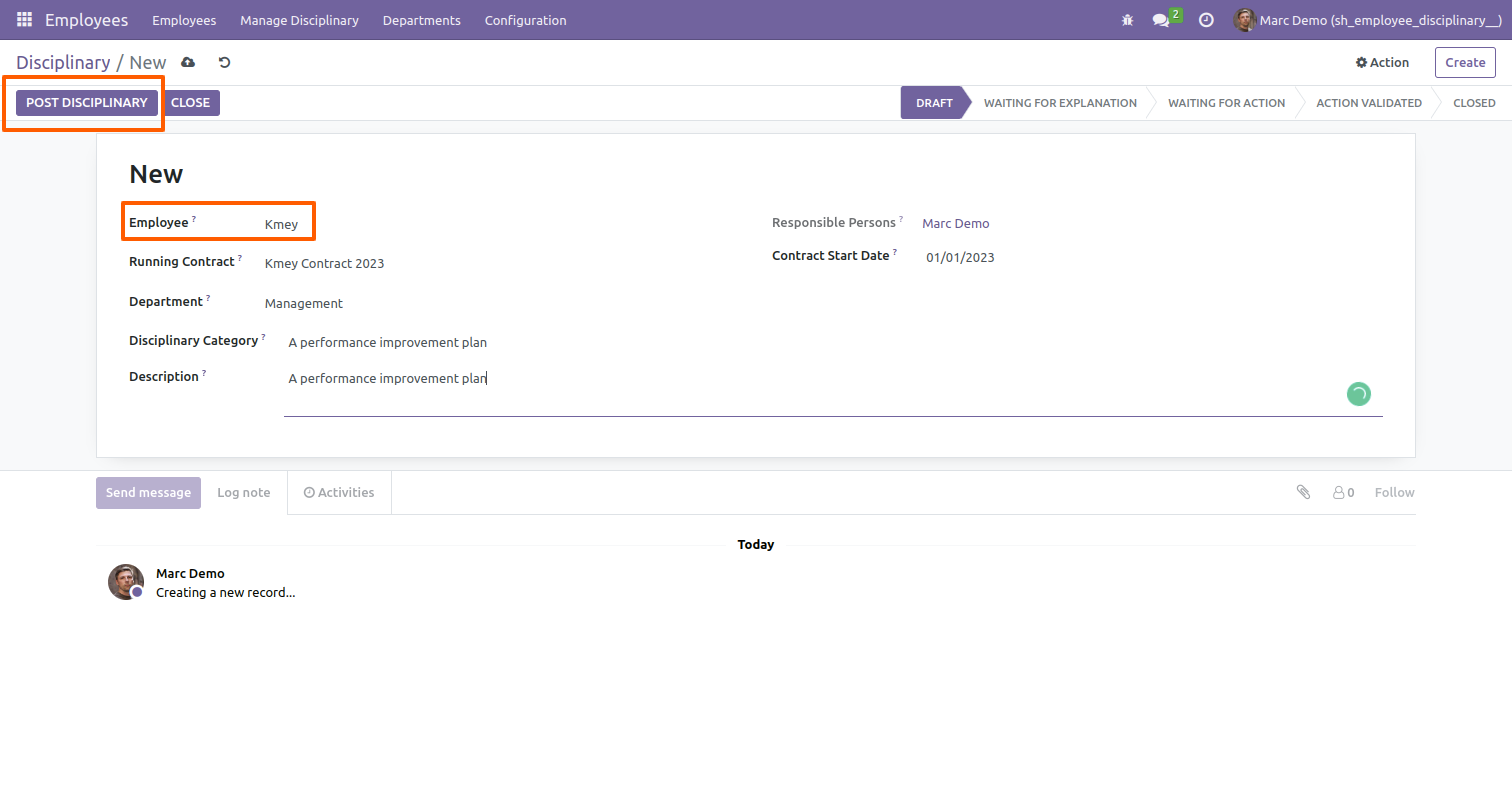 Employees Employees Manage Disciplinary Departments Configuration 2 Marc Demo (sh_employee_disciplinary__)
Disciplinary / New Action Create
POST DISCIPLINARY CLOSE DRAFT WAITING FOR EXPLANATION WAITING FOR ACTION ACTION VALIDATED CLOSED
New
Employee ? Kmey Responsible Persons ? Marc Demo
Running Contract ? Kmey Contract 2023 Contract Start Date ? 01/01/2023
Department ? Management
Disciplinary Category ? A performance improvement plan
Description ? A performance improvement plan
Send message Log note Activities 0 Follow
Today
Marc Demo
Creating a new record...